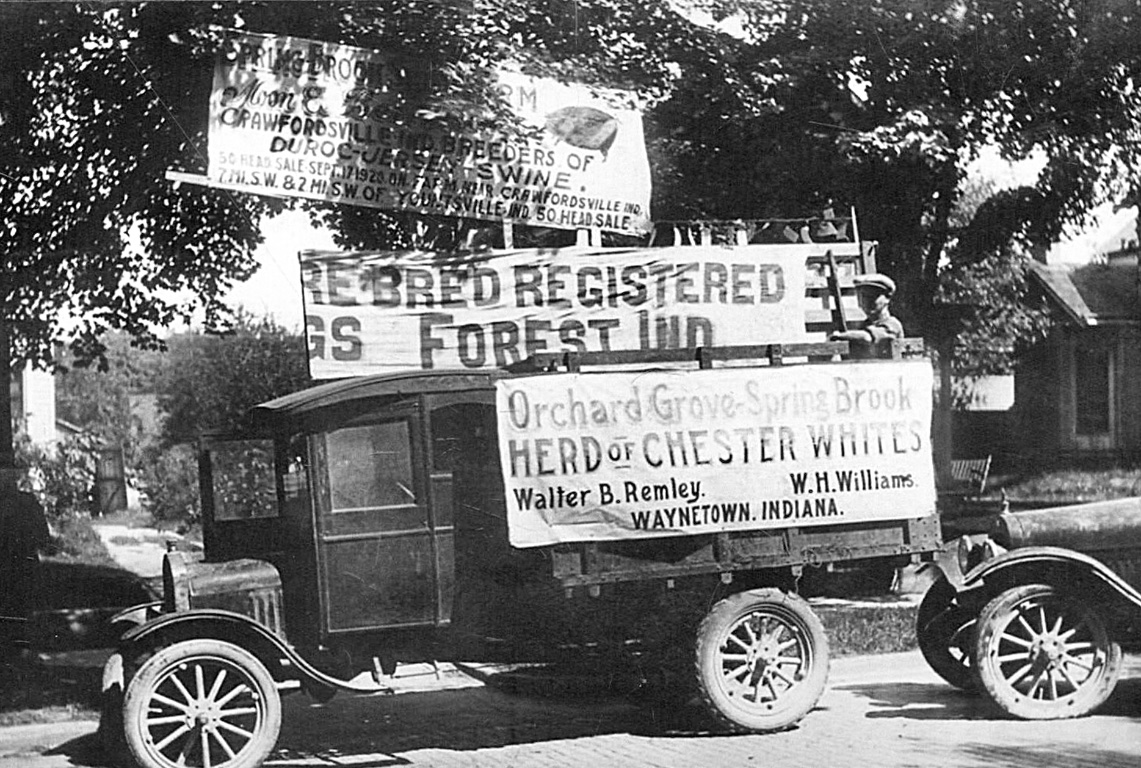 SPRING BROOK FARM
Moon &
CRAWFORDSVILLE IND. BREEDERS OF
DUROC-JERSEY SWINE.
50 HEAD SALE SEPT. 17-1920 ON FARM NEAR CRAWFORDSVILLE IND.
7 MI. S.W. & 2 MI. S.W. OF YOUNTSVILLE IND. 50 HEAD SALE
RE BRED REGISTERED
GS FOREST IND
Orchard Grove-Spring Brook
HERD OF CHESTER WHITES
Walter B. Remley. W.H. Williams.
WAYNETOWN. INDIANA.